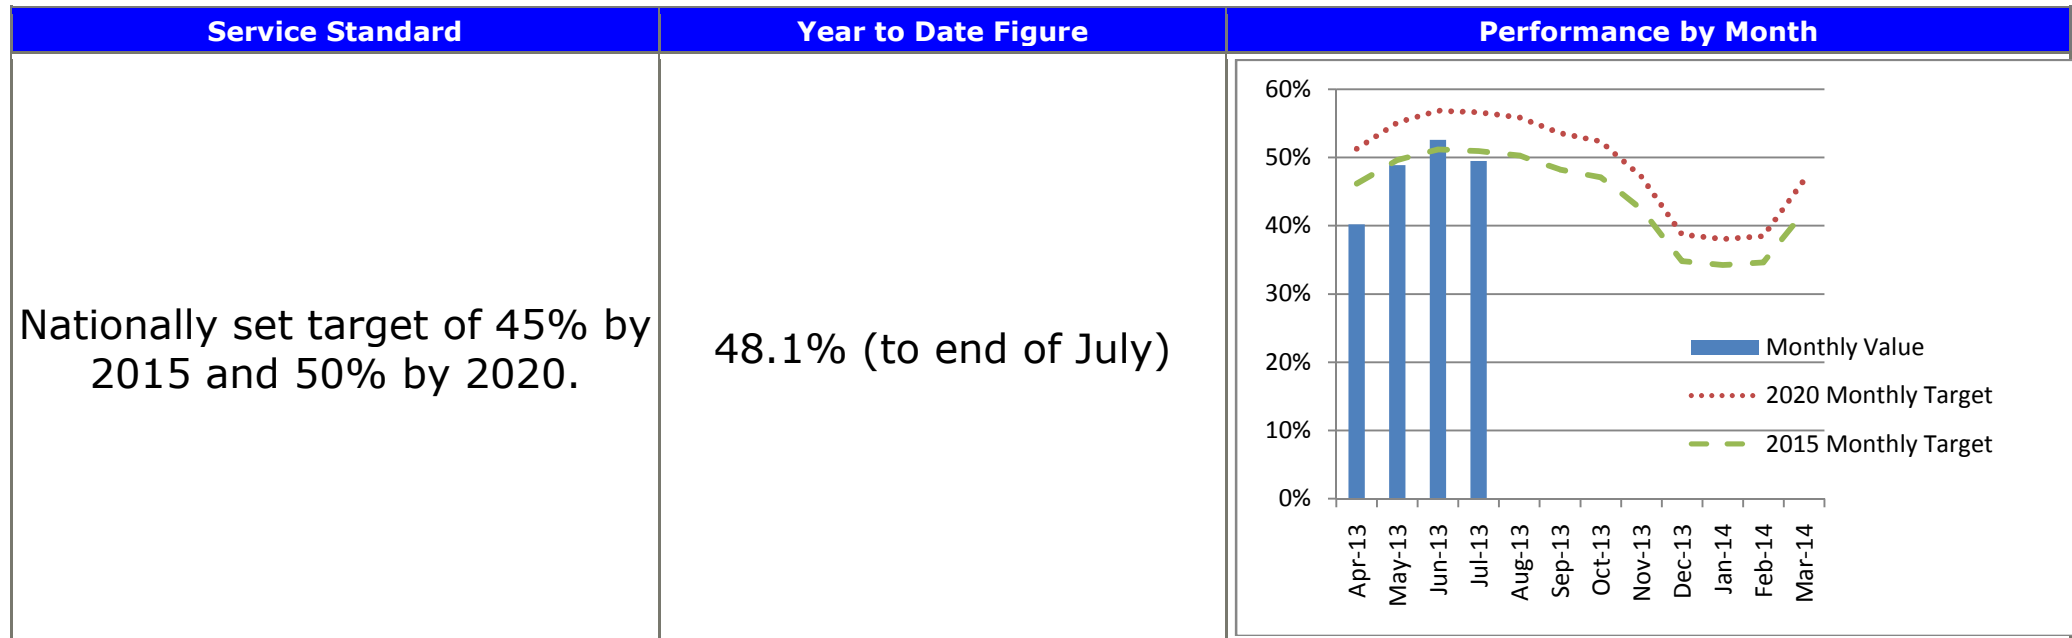 Service Standard
Year to Date Figure
Performance by Month
Nationally set target of 45% by
2015 and 50% by 2020.
48.1% (to end of July)
60%
50%
40%
30%
20%
10%
0%
Monthly Value
2020 Monthly Target
2015 Monthly Target
Apr-13
May-13
Jun-13
Jul-13
Aug-13
Sep-13
Oct-13
Nov-13
Dec-13
Jan-14
Feb-14
Mar-14